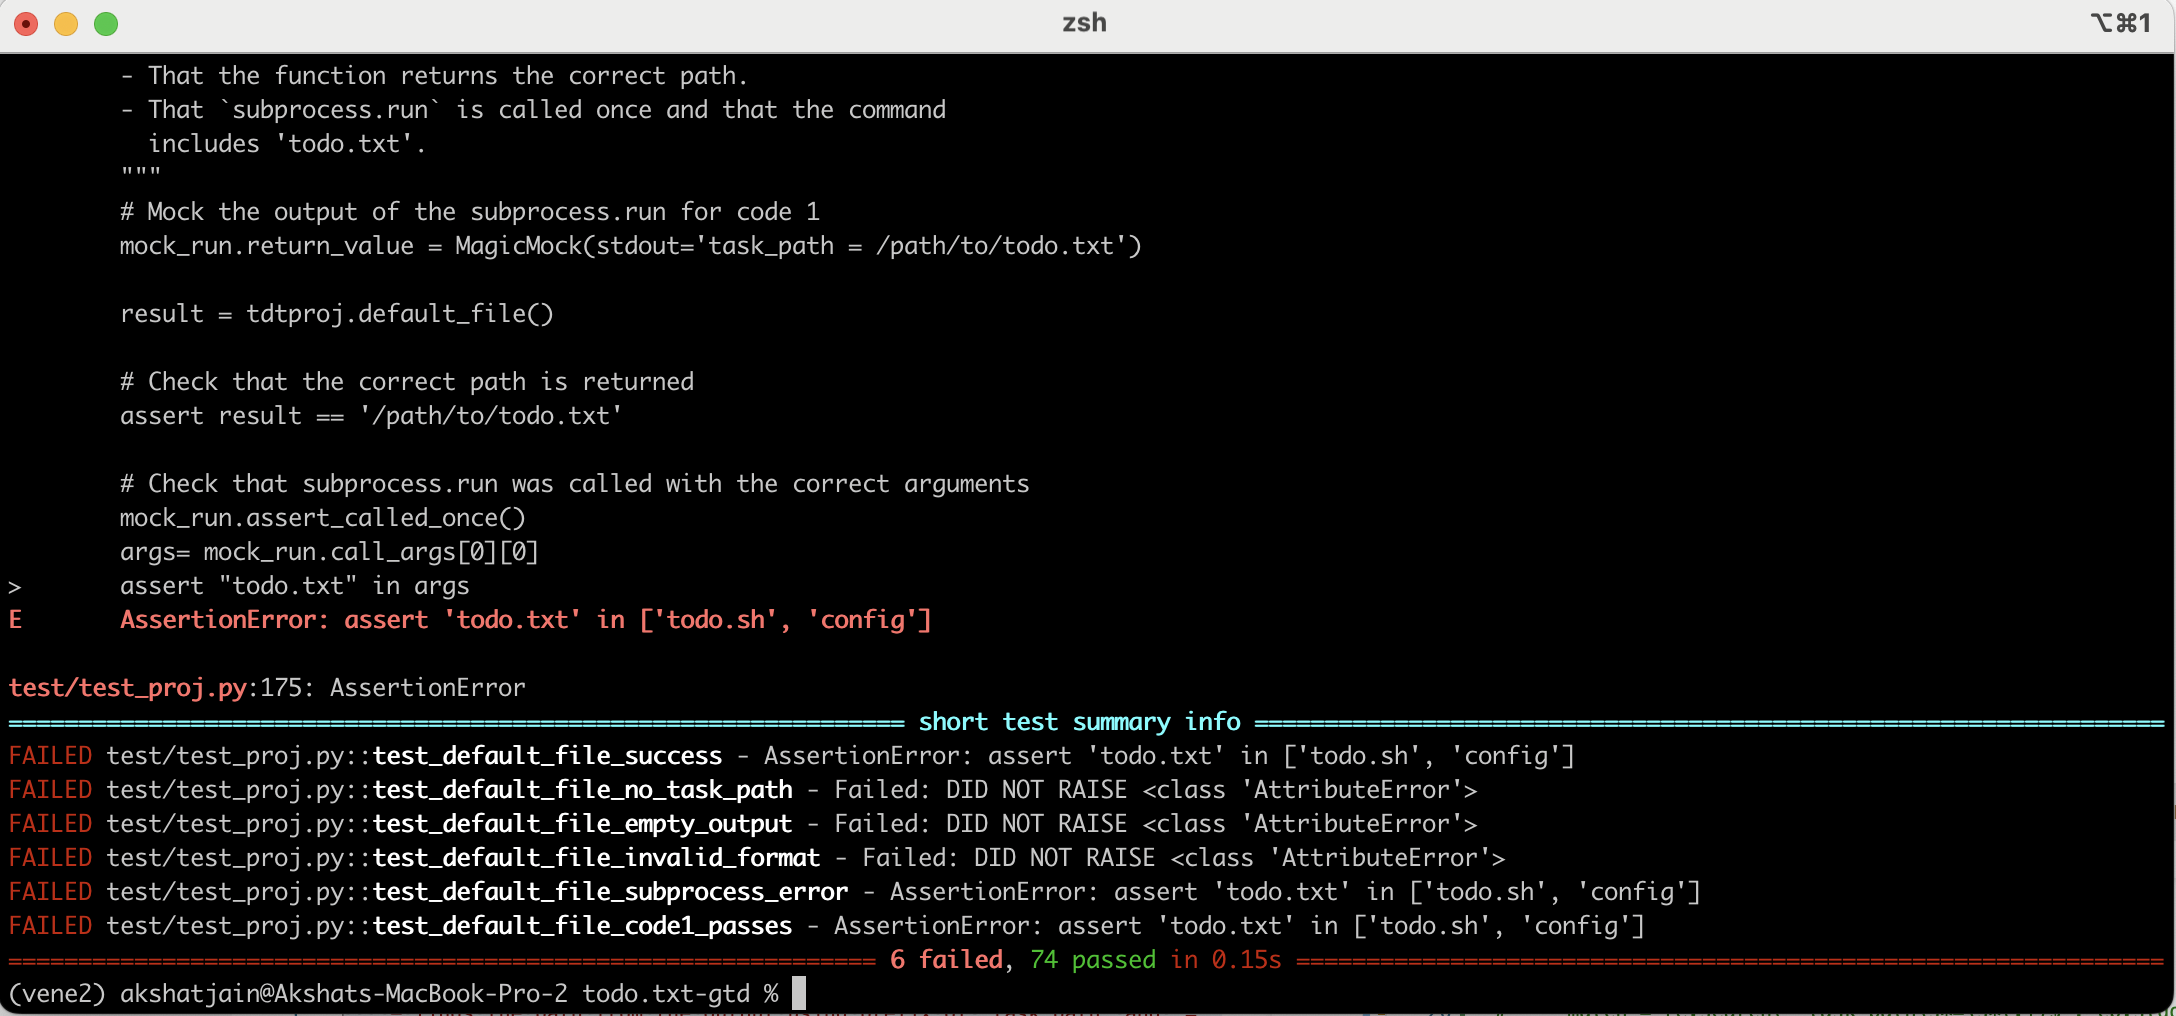 zsh
⌥⌘1
- That the function returns the correct path.
- That `subprocess.run` is called once and that the command
includes 'todo.txt'.
"""
# Mock the output of the subprocess.run for code 1
mock_run.return_value = MagicMock(stdout='task_path = /path/to/todo.txt')
result = tdtproj.default_file()
# Check that the correct path is returned
assert result == '/path/to/todo.txt'
# Check that subprocess.run was called with the correct arguments
mock_run.assert_called_once()
args= mock_run.call_args[0][0]
> assert "todo.txt" in args
E AssertionError: assert 'todo.txt' in ['todo.sh', 'config']
test/test_proj.py:175: AssertionError
================================================================ short test summary info =================================================================
FAILED test/test_proj.py::test_default_file_success - AssertionError: assert 'todo.txt' in ['todo.sh', 'config']
FAILED test/test_proj.py::test_default_file_no_task_path - Failed: DID NOT RAISE <class 'AttributeError'>
FAILED test/test_proj.py::test_default_file_empty_output - Failed: DID NOT RAISE <class 'AttributeError'>
FAILED test/test_proj.py::test_default_file_invalid_format - Failed: DID NOT RAISE <class 'AttributeError'>
FAILED test/test_proj.py::test_default_file_subprocess_error - AssertionError: assert 'todo.txt' in ['todo.sh', 'config']
FAILED test/test_proj.py::test_default_file_code1_passes - AssertionError: assert 'todo.txt' in ['todo.sh', 'config']
============================================================== 6 failed, 74 passed in 0.15s ==============================================================
(vene2) akshatjain@Akshats-MacBook-Pro-2 todo.txt-gtd %